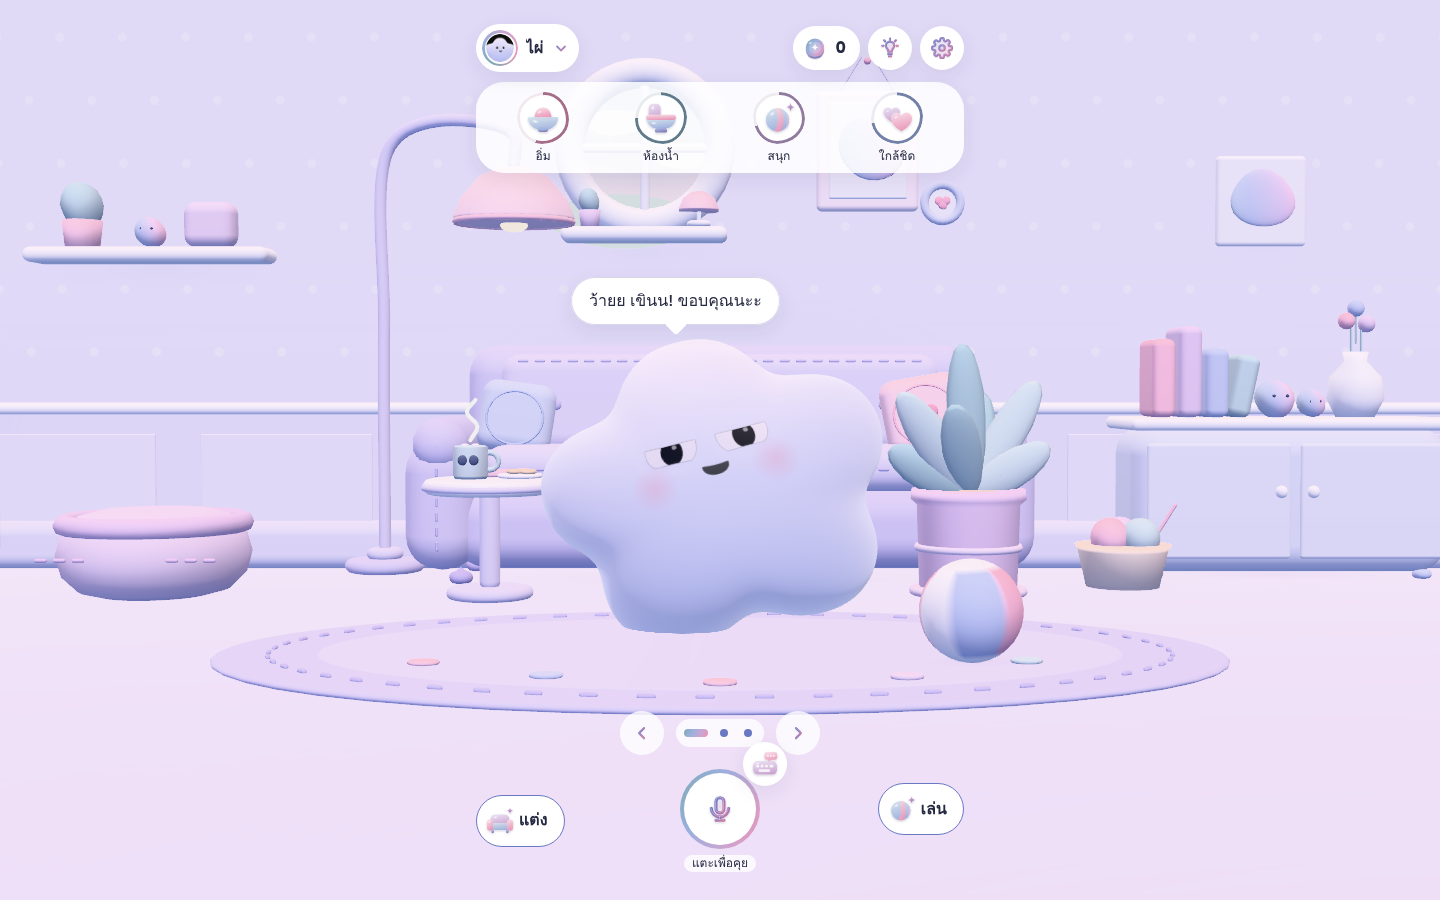 ไผ่
0
อิ่ม
ห้องน้ำ
สนุก
ใกล้ชิด
ว้ายย เขินน! ขอบคุณนะะ
แต่ง
เล่น
แตะเพื่อคุย